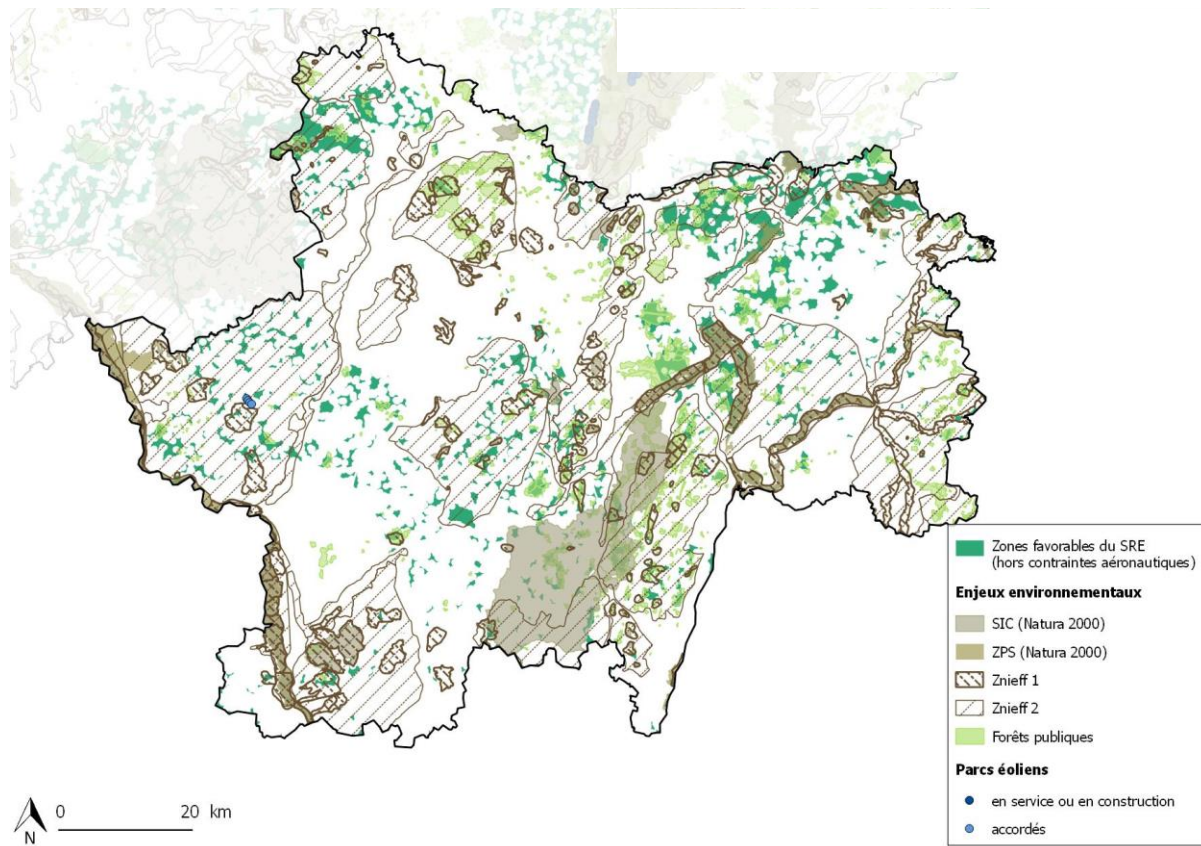 Zones favorables du SRE
(hors contraintes aéronautiques)
Enjeux environnementaux
SIC (Natura 2000)
ZPS (Natura 2000)
Znieff 1
Znieff 2
Forêts publiques
Parcs éoliens
en service ou en construction
accordés
0 20 km
N